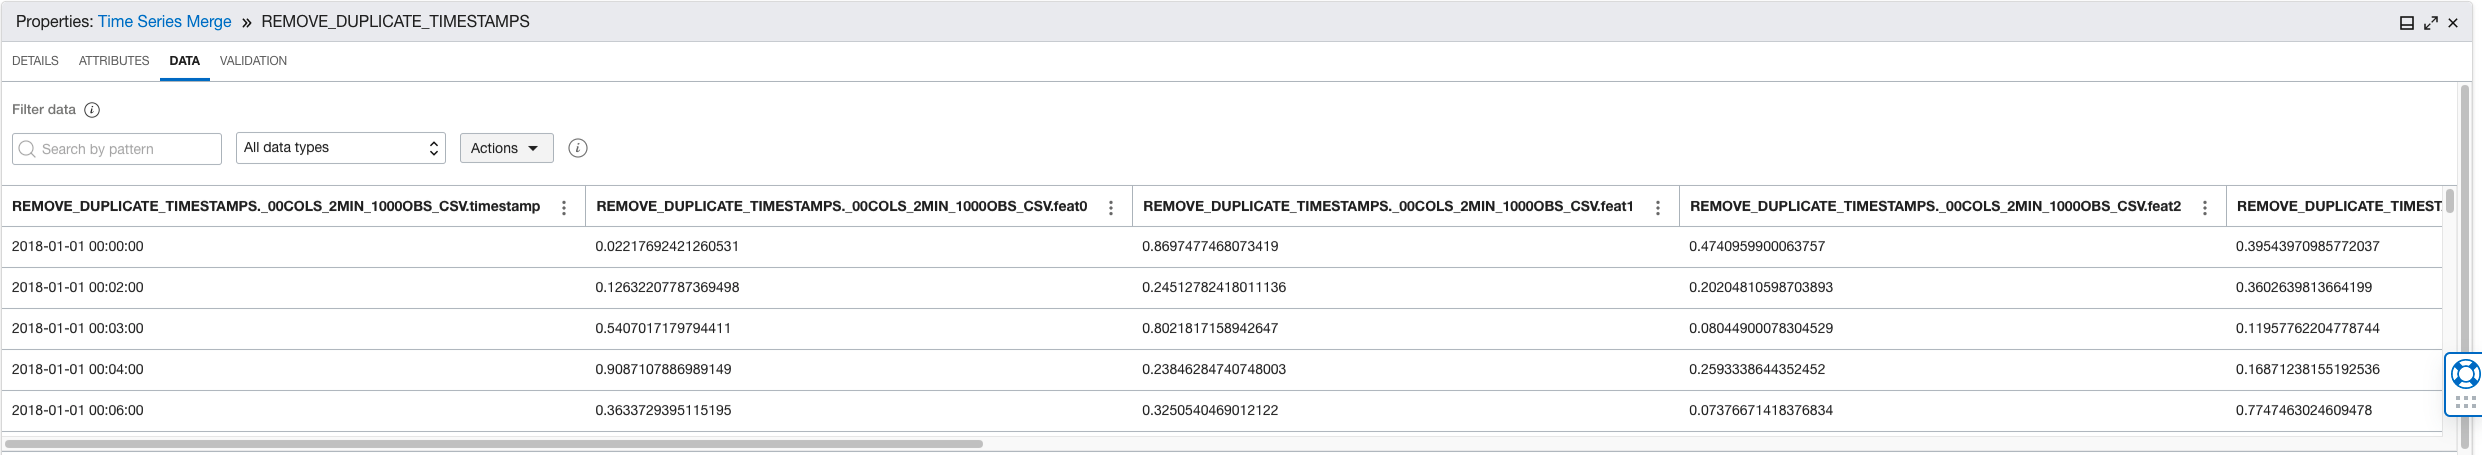 Properties: Time Series Merge » REMOVE_DUPLICATE_TIMESTAMPS
DETAILS ATTRIBUTES DATA VALIDATION
Filter data i
Search by pattern All data types Actions i
REMOVE_DUPLICATE_TIMESTAMPS._00COLS_2MIN_1000OBS_CSV.timestamp REMOVE_DUPLICATE_TIMESTAMPS._00COLS_2MIN_1000OBS_CSV.feat0 REMOVE_DUPLICATE_TIMESTAMPS._00COLS_2MIN_1000OBS_CSV.feat1 REMOVE_DUPLICATE_TIMESTAMPS._00COLS_2MIN_1000OBS_CSV.feat2 REMOVE_DUPLICATE_TIMEST
2018-01-01 00:00:00 0.02217692421260531 0.8697477468073419 0.4740959900063757 0.39543970985772037
2018-01-01 00:02:00 0.12632207787369498 0.24512782418011136 0.20204810598703893 0.3602639813664199
2018-01-01 00:03:00 0.5407017179794411 0.8021817158942647 0.08044900078304529 0.11957762204778744
2018-01-01 00:04:00 0.9087107886989149 0.23846284740748003 0.2593338644352452 0.16871238155192536
2018-01-01 00:06:00 0.3633729395115195 0.3250540469012122 0.07376671418376834 0.7747463024609478